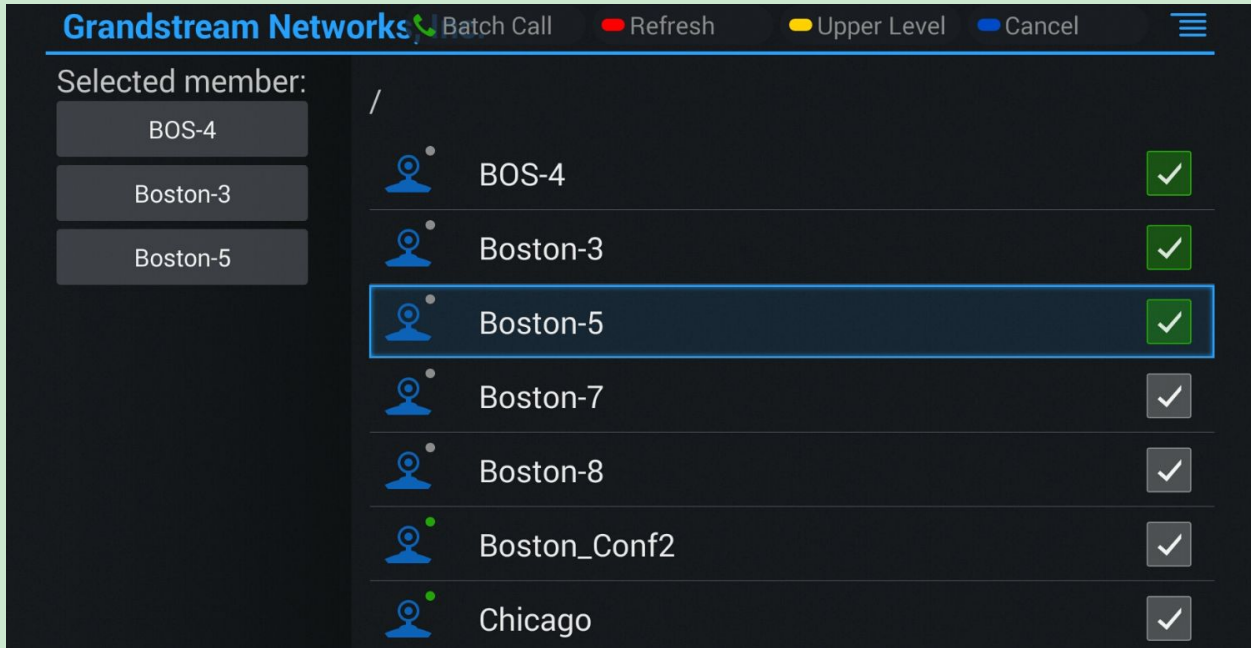 Grandstream Networks, Inc.
Batch Call
Refresh
Upper Level
Cancel
Selected member:
BOS-4
Boston-3
Boston-5
/
BOS-4
Boston-3
Boston-5
Boston-7
Boston-8
Boston_Conf2
Chicago